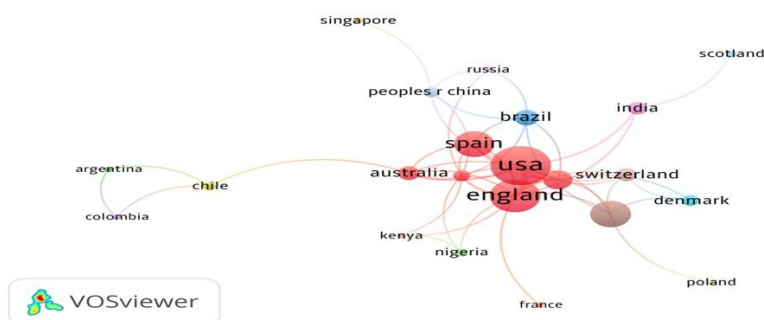 singapore
scotland
russia
peoples r china
india
brazil
spain
usa
argentina
australia
switzerland
chile
england
denmark
colombia
kenya
nigeria
poland
france
VOSviewer